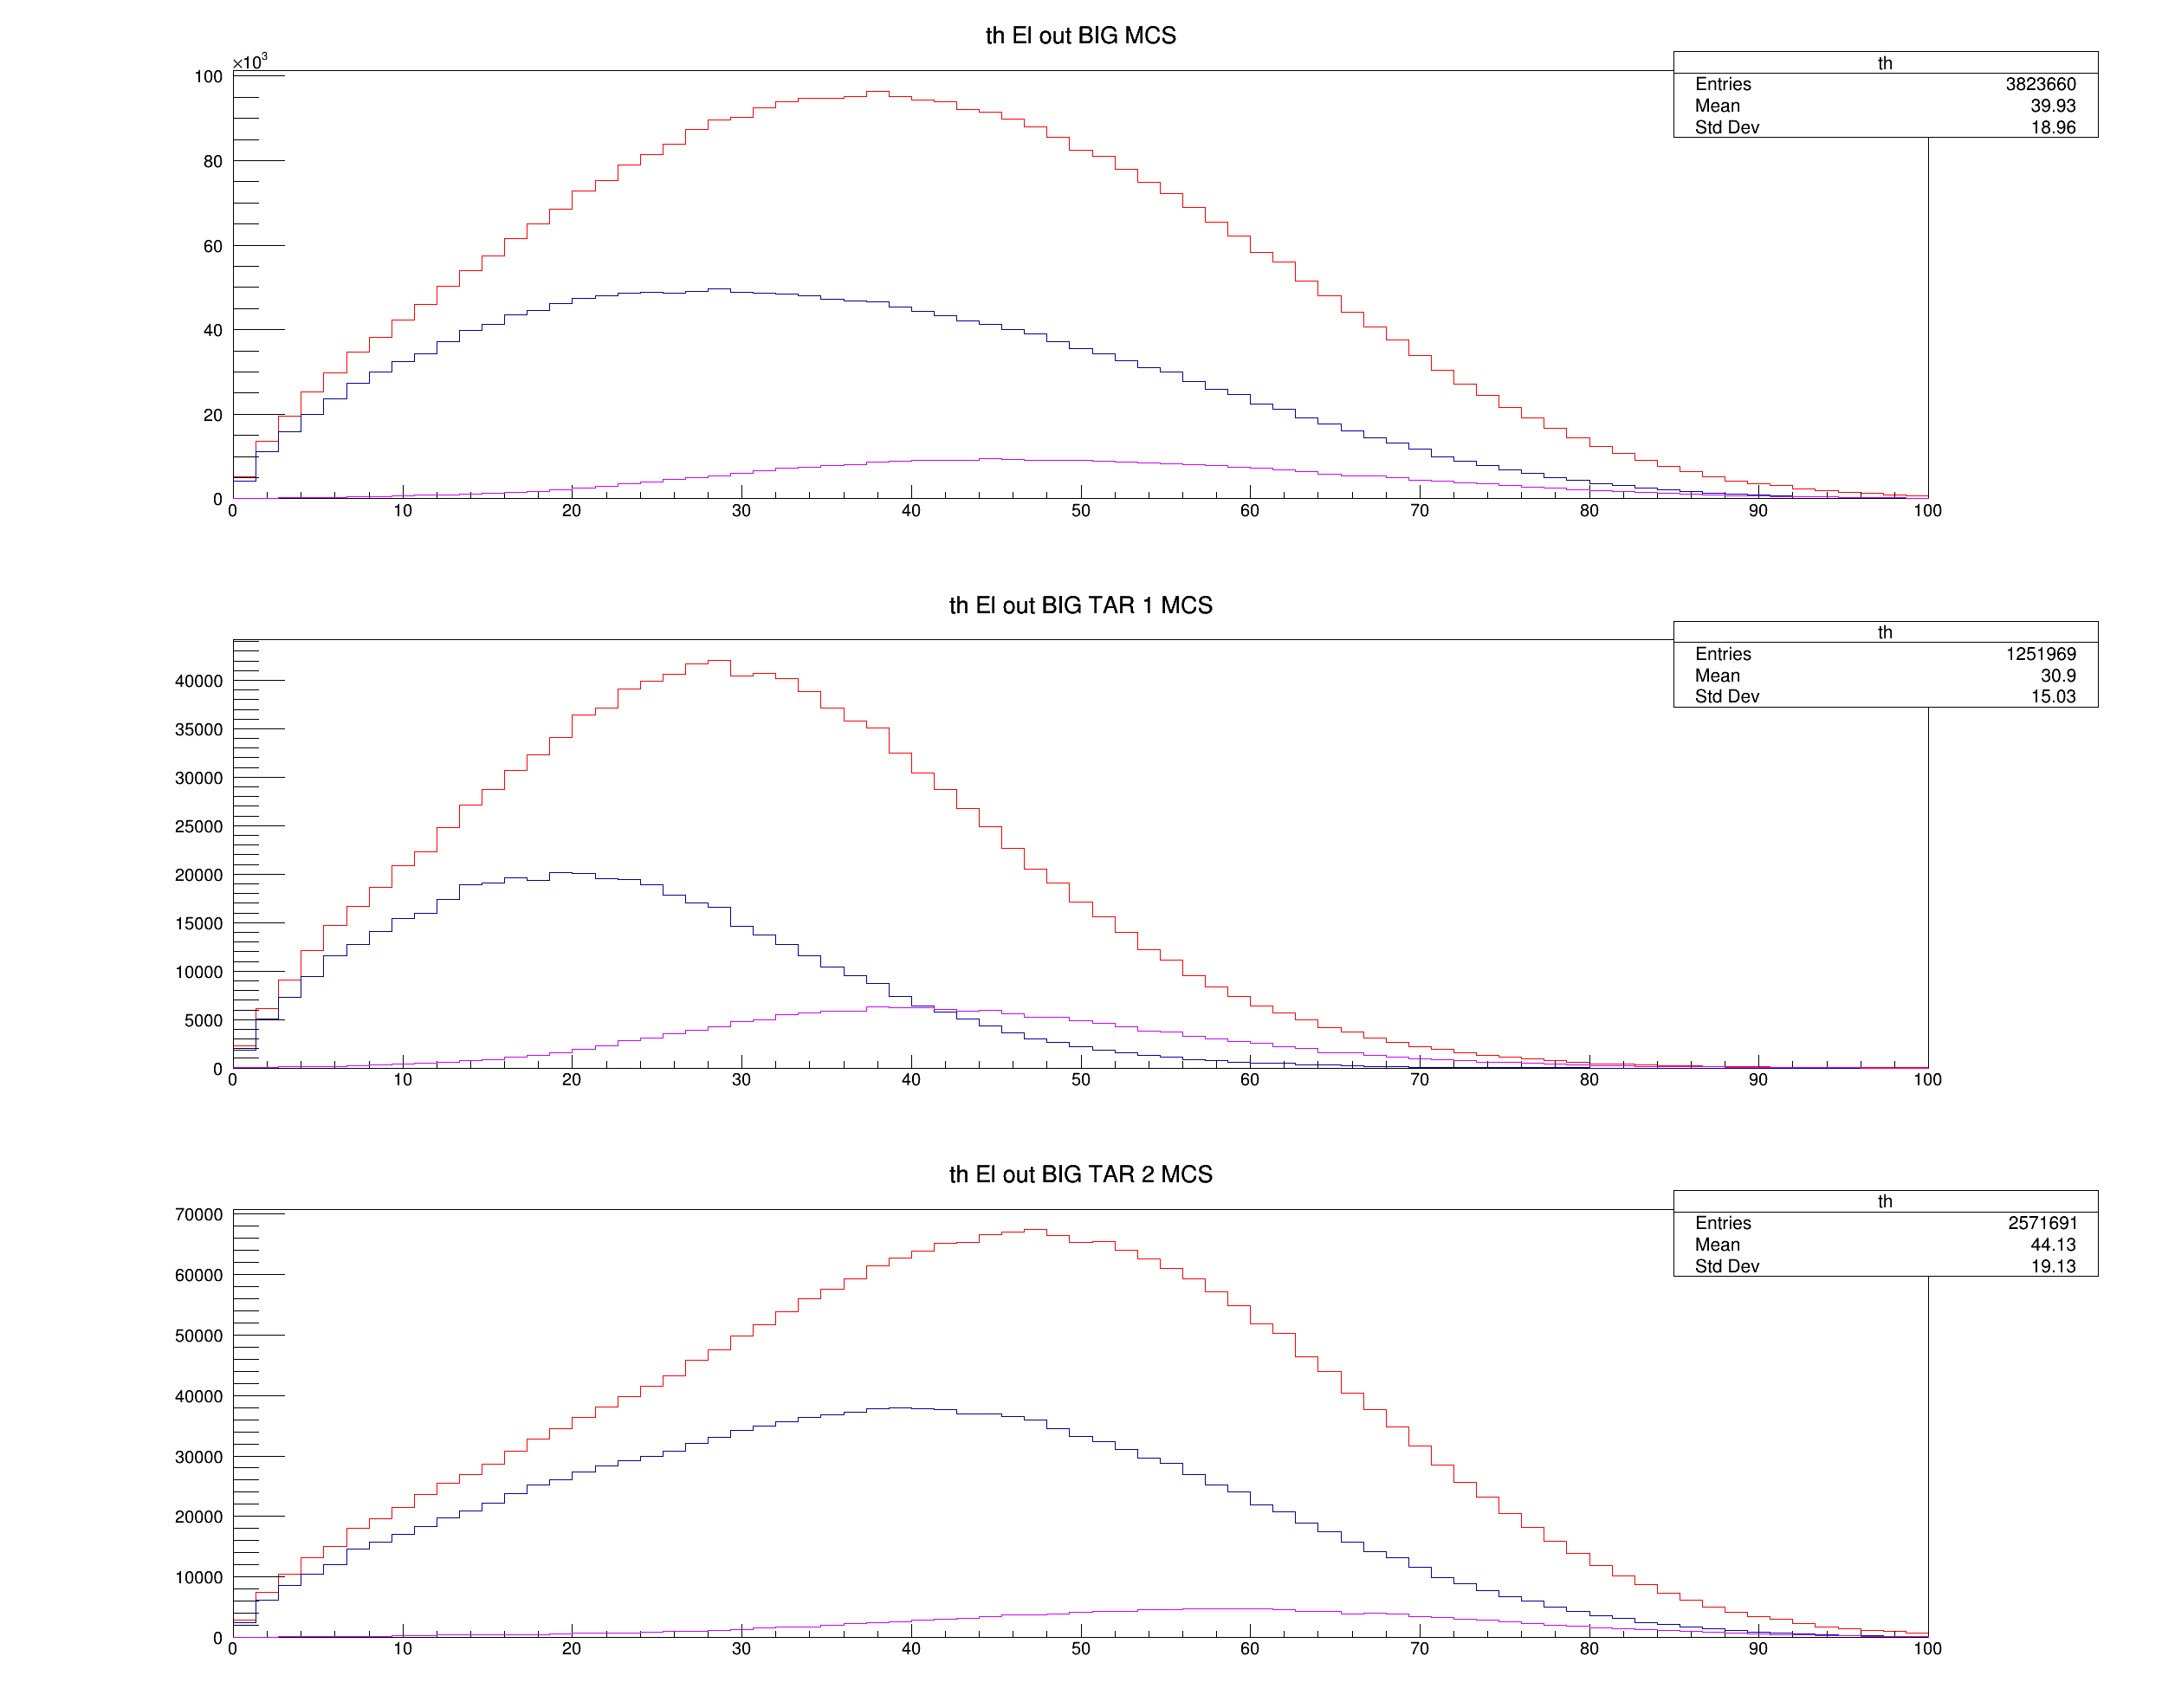 th El out BIG MCS
×10³
th
Entries 3823660
Mean 39.93
Std Dev 18.96
100
80
60
40
20
0
0 10 20 30 40 50 60 70 80 90 100
th El out BIG TAR 1 MCS
th
Entries 1251969
Mean 30.9
Std Dev 15.03
40000
35000
30000
25000
20000
15000
10000
5000
0
0 10 20 30 40 50 60 70 80 90 100
th El out BIG TAR 2 MCS
th
Entries 2571691
Mean 44.13
Std Dev 19.13
70000
60000
50000
40000
30000
20000
10000
0
0 10 20 30 40 50 60 70 80 90 100